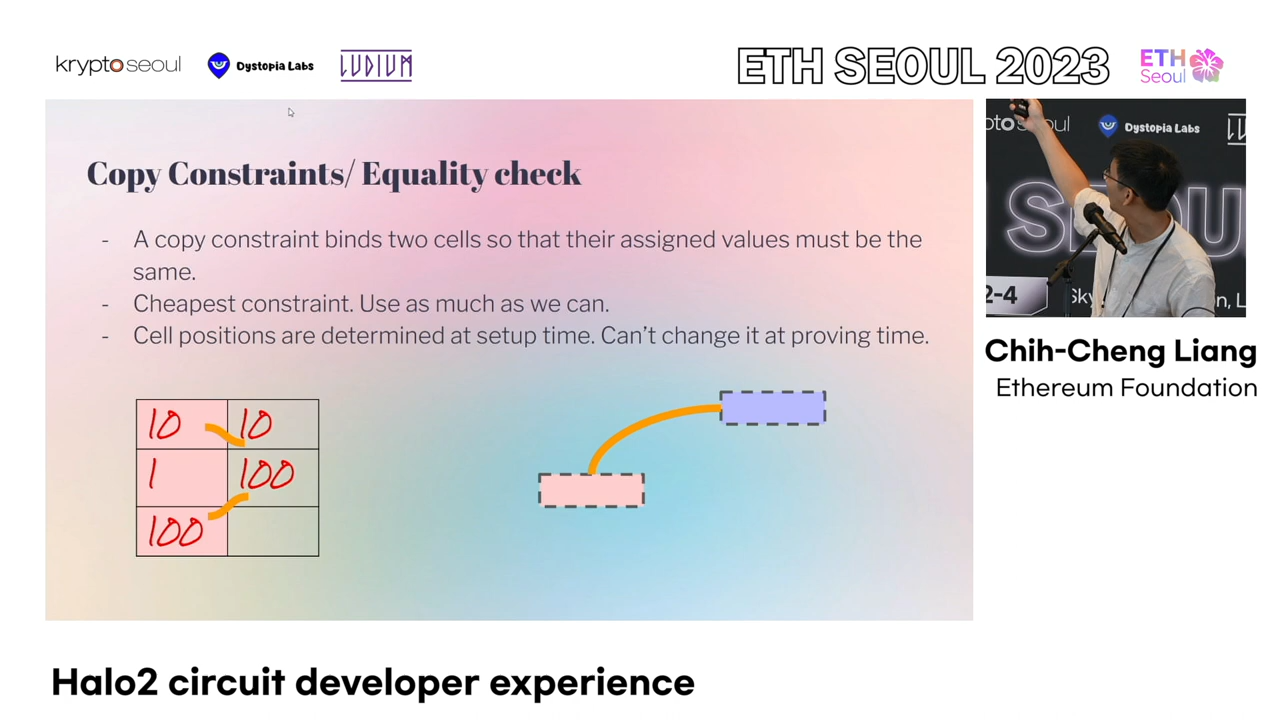 kryptoseoul
Dystopia Labs
LUDIUM
ETH SEOUL 2023
ETH
Seoul
Copy Constraints/ Equality check
- A copy constraint binds two cells so that their assigned values must be the
same.
- Cheapest constraint. Use as much as we can.
- Cell positions are determined at setup time. Can't change it at proving time.
10 10
1 100
100
Dystopia Labs
2-4
Chih-Cheng Liang
Ethereum Foundation
Halo2 circuit developer experience